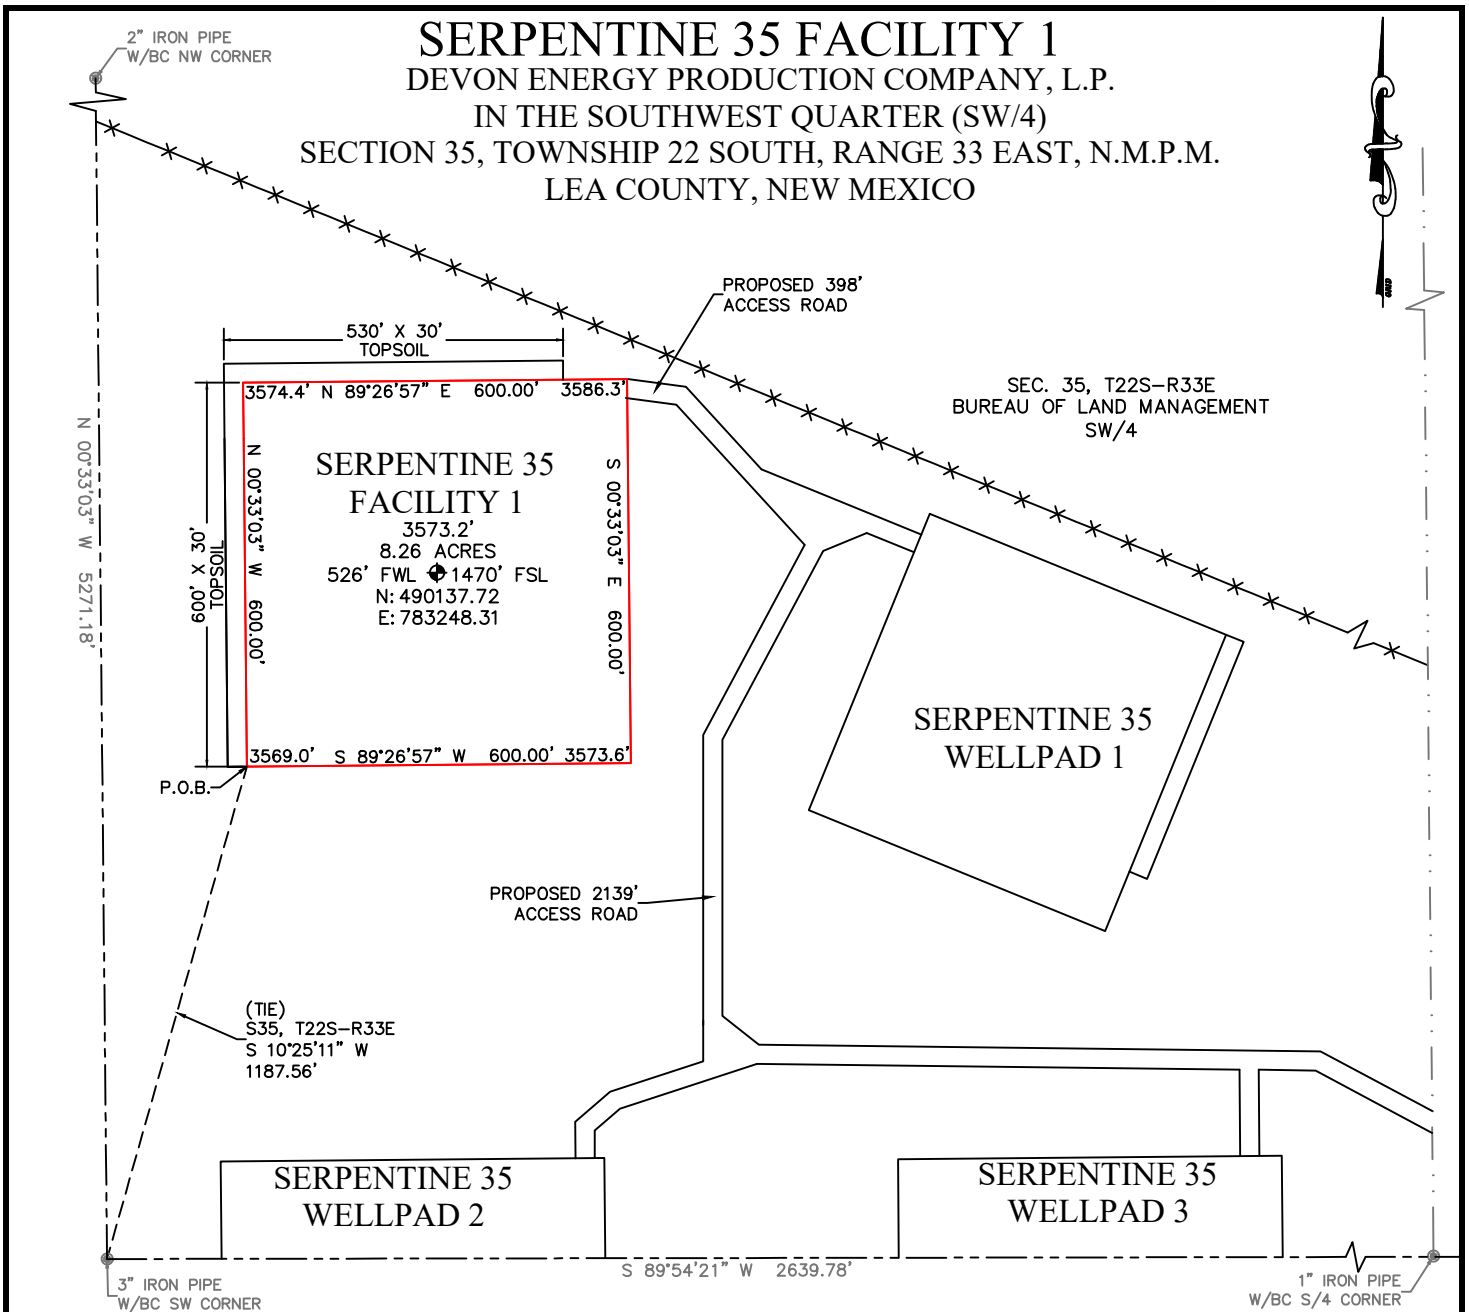 SERPENTINE 35 FACILITY 1
DEVON ENERGY PRODUCTION COMPANY, L.P.
IN THE SOUTHWEST QUARTER (SW/4)
SECTION 35, TOWNSHIP 22 SOUTH, RANGE 33 EAST, N.M.P.M.
LEA COUNTY, NEW MEXICO
2" IRON PIPE
W/BC NW CORNER
PROPOSED 398'
ACCESS ROAD
530' X 30'
TOPSOIL
SEC. 35, T22S-R33E
BUREAU OF LAND MANAGEMENT
SW/4
3574.4' N 89°26'57" E 600.00' 3586.3'
N 00°33'03" W 5271.18'
600' X 30'
TOPSOIL
N 00°33'03" W 600.00'
SERPENTINE 35
FACILITY 1
3573.2'
8.26 ACRES
526' FWL 1470' FSL
N: 490137.72
E: 783248.31
S 00°33'03" E 600.00'
3569.0' S 89°26'57" W 600.00' 3573.6'
P.O.B.
SERPENTINE 35
WELLPAD 1
PROPOSED 2139'
ACCESS ROAD
(TIE)
S35, T22S-R33E
S 10°25'11" W
1187.56'
SERPENTINE 35
WELLPAD 2
SERPENTINE 35
WELLPAD 3
S 89°54'21" W 2639.78'
3" IRON PIPE
W/BC SW CORNER
1" IRON PIPE
W/BC S/4 CORNER